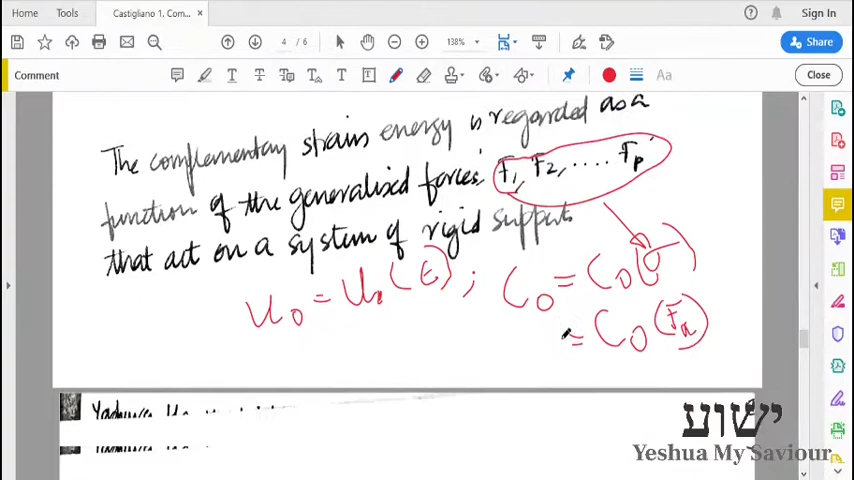 Home Tools Castigliano 1, Com... × Sign In
4 / 6 138% Share
Comment Close
The complementary strain energy is regarded as a
function of the generalized forces' F1, F2, .... Fp'
that act on a system of rigid supports
U0 = U0(ε) ; C0 = C0(σ)
= C0(Fn)
ישוע
Yeshua My Saviour